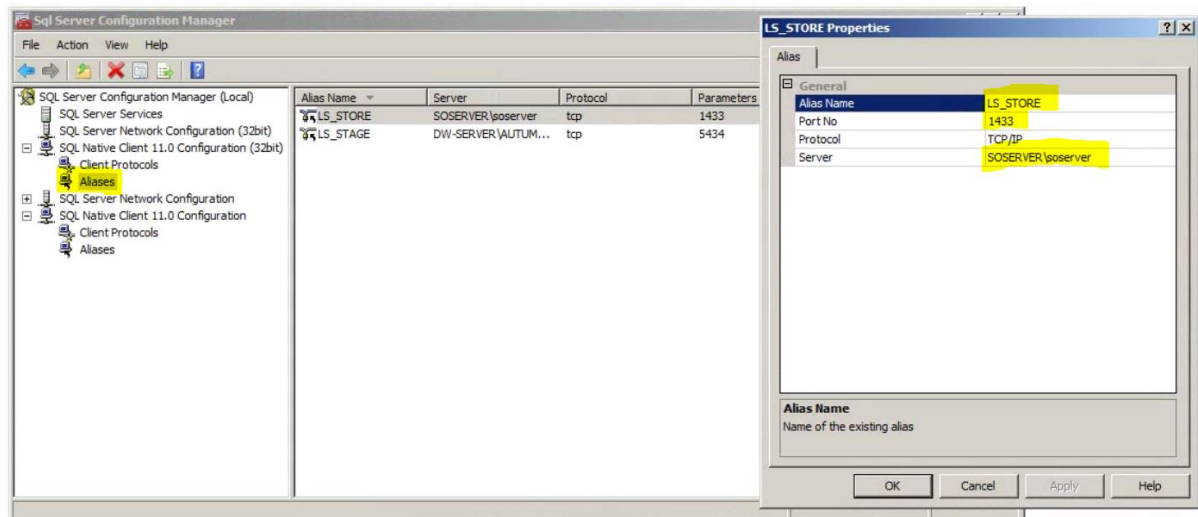 Sql Server Configuration Manager
File Action View Help
SQL Server Configuration Manager (Local)
SQL Server Services
SQL Server Network Configuration (32bit)
SQL Native Client 11.0 Configuration (32bit)
Client Protocols
Aliases
SQL Server Network Configuration
SQL Native Client 11.0 Configuration
Client Protocols
Aliases
Alias Name Server Protocol Parameters
LS_STORE SOSERVER\soserver tcp 1433
LS_STAGE DW-SERVER\AUTUM... tcp 5434
LS_STORE Properties
Alias
General
Alias Name LS_STORE
Port No 1433
Protocol TCP/IP
Server SOSERVER\soserver
Alias Name
Name of the existing alias
OK Cancel Apply Help